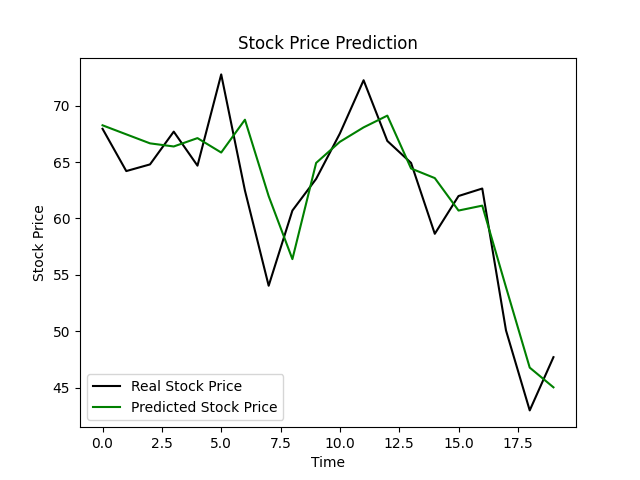 Stock Price Prediction
Stock Price
70
65
60
55
50
45
Real Stock Price
Predicted Stock Price
0.0 2.5 5.0 7.5 10.0 12.5 15.0 17.5
Time